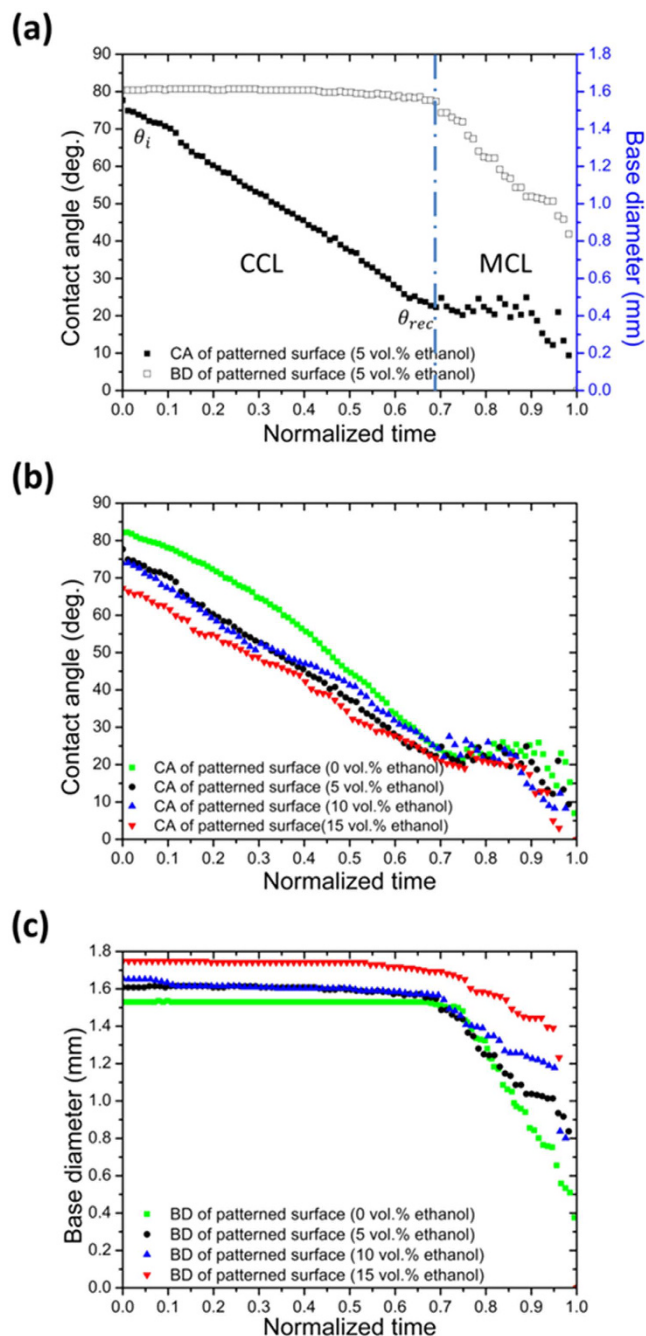 (a)
90
80
70
60
50
40
30
20
10
0
Contact angle (deg.)
1.8
1.6
1.4
1.2
1.0
0.8
0.6
0.4
0.2
0.0
Base diameter (mm)
θi
CCL
MCL
θrec
CA of patterned surface (5 vol.% ethanol)
BD of patterned surface (5 vol.% ethanol)
0.0 0.1 0.2 0.3 0.4 0.5 0.6 0.7 0.8 0.9 1.0
Normalized time
(b)
90
80
70
60
50
40
30
20
10
0
Contact angle (deg.)
CA of patterned surface (0 vol.% ethanol)
CA of patterned surface (5 vol.% ethanol)
CA of patterned surface (10 vol.% ethanol)
CA of patterned surface(15 vol.% ethanol)
0.0 0.1 0.2 0.3 0.4 0.5 0.6 0.7 0.8 0.9 1.0
Normalized time
(c)
1.8
1.6
1.4
1.2
1.0
0.8
0.6
0.4
0.2
0.0
Base diameter (mm)
BD of patterned surface (0 vol.% ethanol)
BD of patterned surface (5 vol.% ethanol)
BD of patterned surface (10 vol.% ethanol)
BD of patterned surface (15 vol.% ethanol)
0.0 0.1 0.2 0.3 0.4 0.5 0.6 0.7 0.8 0.9 1.0
Normalized time